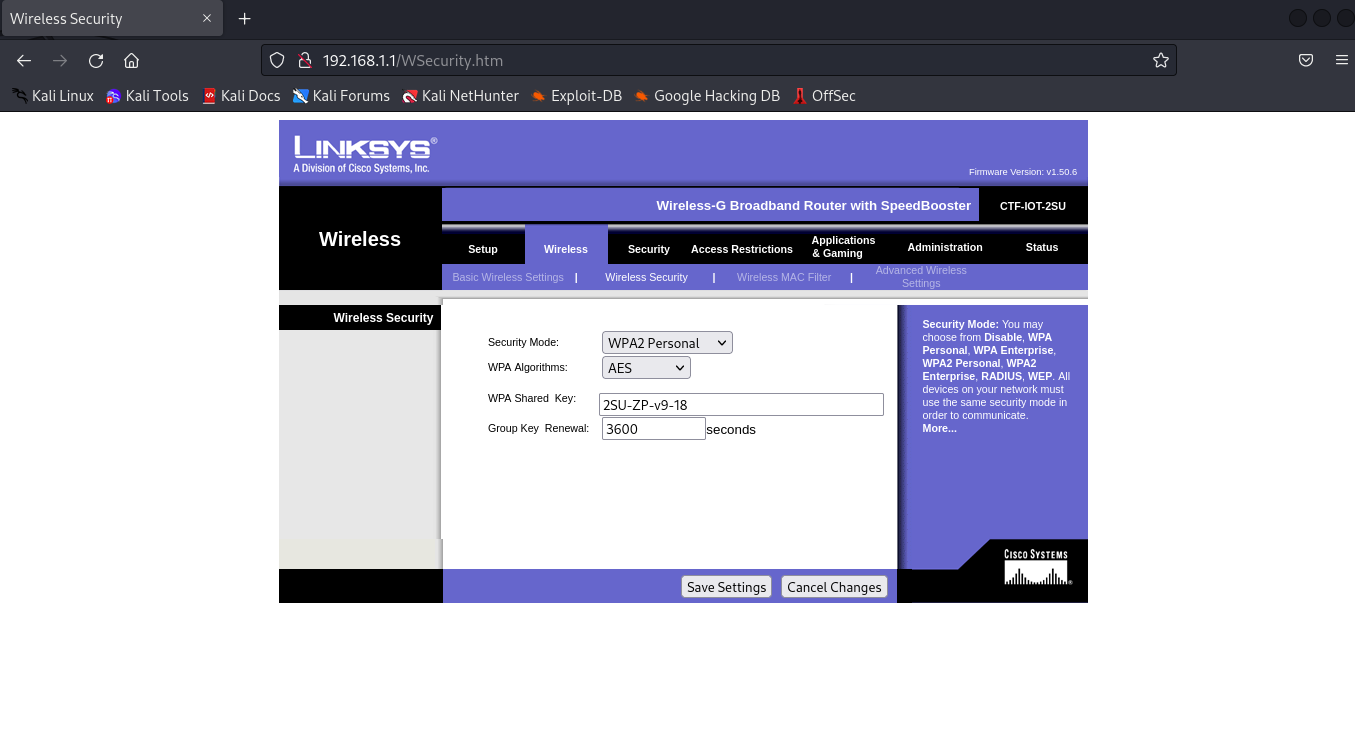 Wireless Security
192.168.1.1/WSecurity.htm
Kali Linux Kali Tools Kali Docs Kali Forums Kali NetHunter Exploit-DB Google Hacking DB OffSec
LINKSYS®
A Division of Cisco Systems, Inc.
Firmware Version: v1.50.6
Wireless-G Broadband Router with SpeedBooster CTF-IOT-2SU
Wireless
Setup Wireless Security Access Restrictions Applications & Gaming Administration Status
Basic Wireless Settings | Wireless Security | Wireless MAC Filter | Advanced Wireless Settings
Wireless Security
Security Mode: WPA2 Personal
WPA Algorithms: AES
WPA Shared Key: 2SU-ZP-v9-18
Group Key Renewal: 3600 seconds
Security Mode: You may
choose from Disable, WPA
Personal, WPA Enterprise,
WPA2 Personal, WPA2
Enterprise, RADIUS, WEP. All
devices on your network must
use the same security mode in
order to communicate.
More...
CISCO SYSTEMS
®
Save Settings Cancel Changes